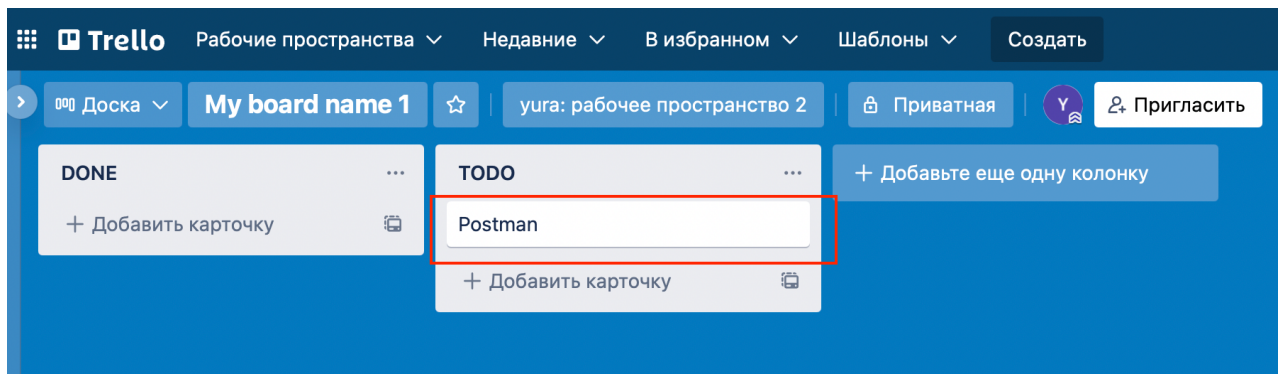 Trello Рабочие пространства Недавние В избранном Шаблоны Создать
Доска My board name 1 yura: рабочее пространство 2 Приватная Y Пригласить
DONE
Добавить карточку
TODO
Postman
Добавить карточку
Добавьте еще одну колонку